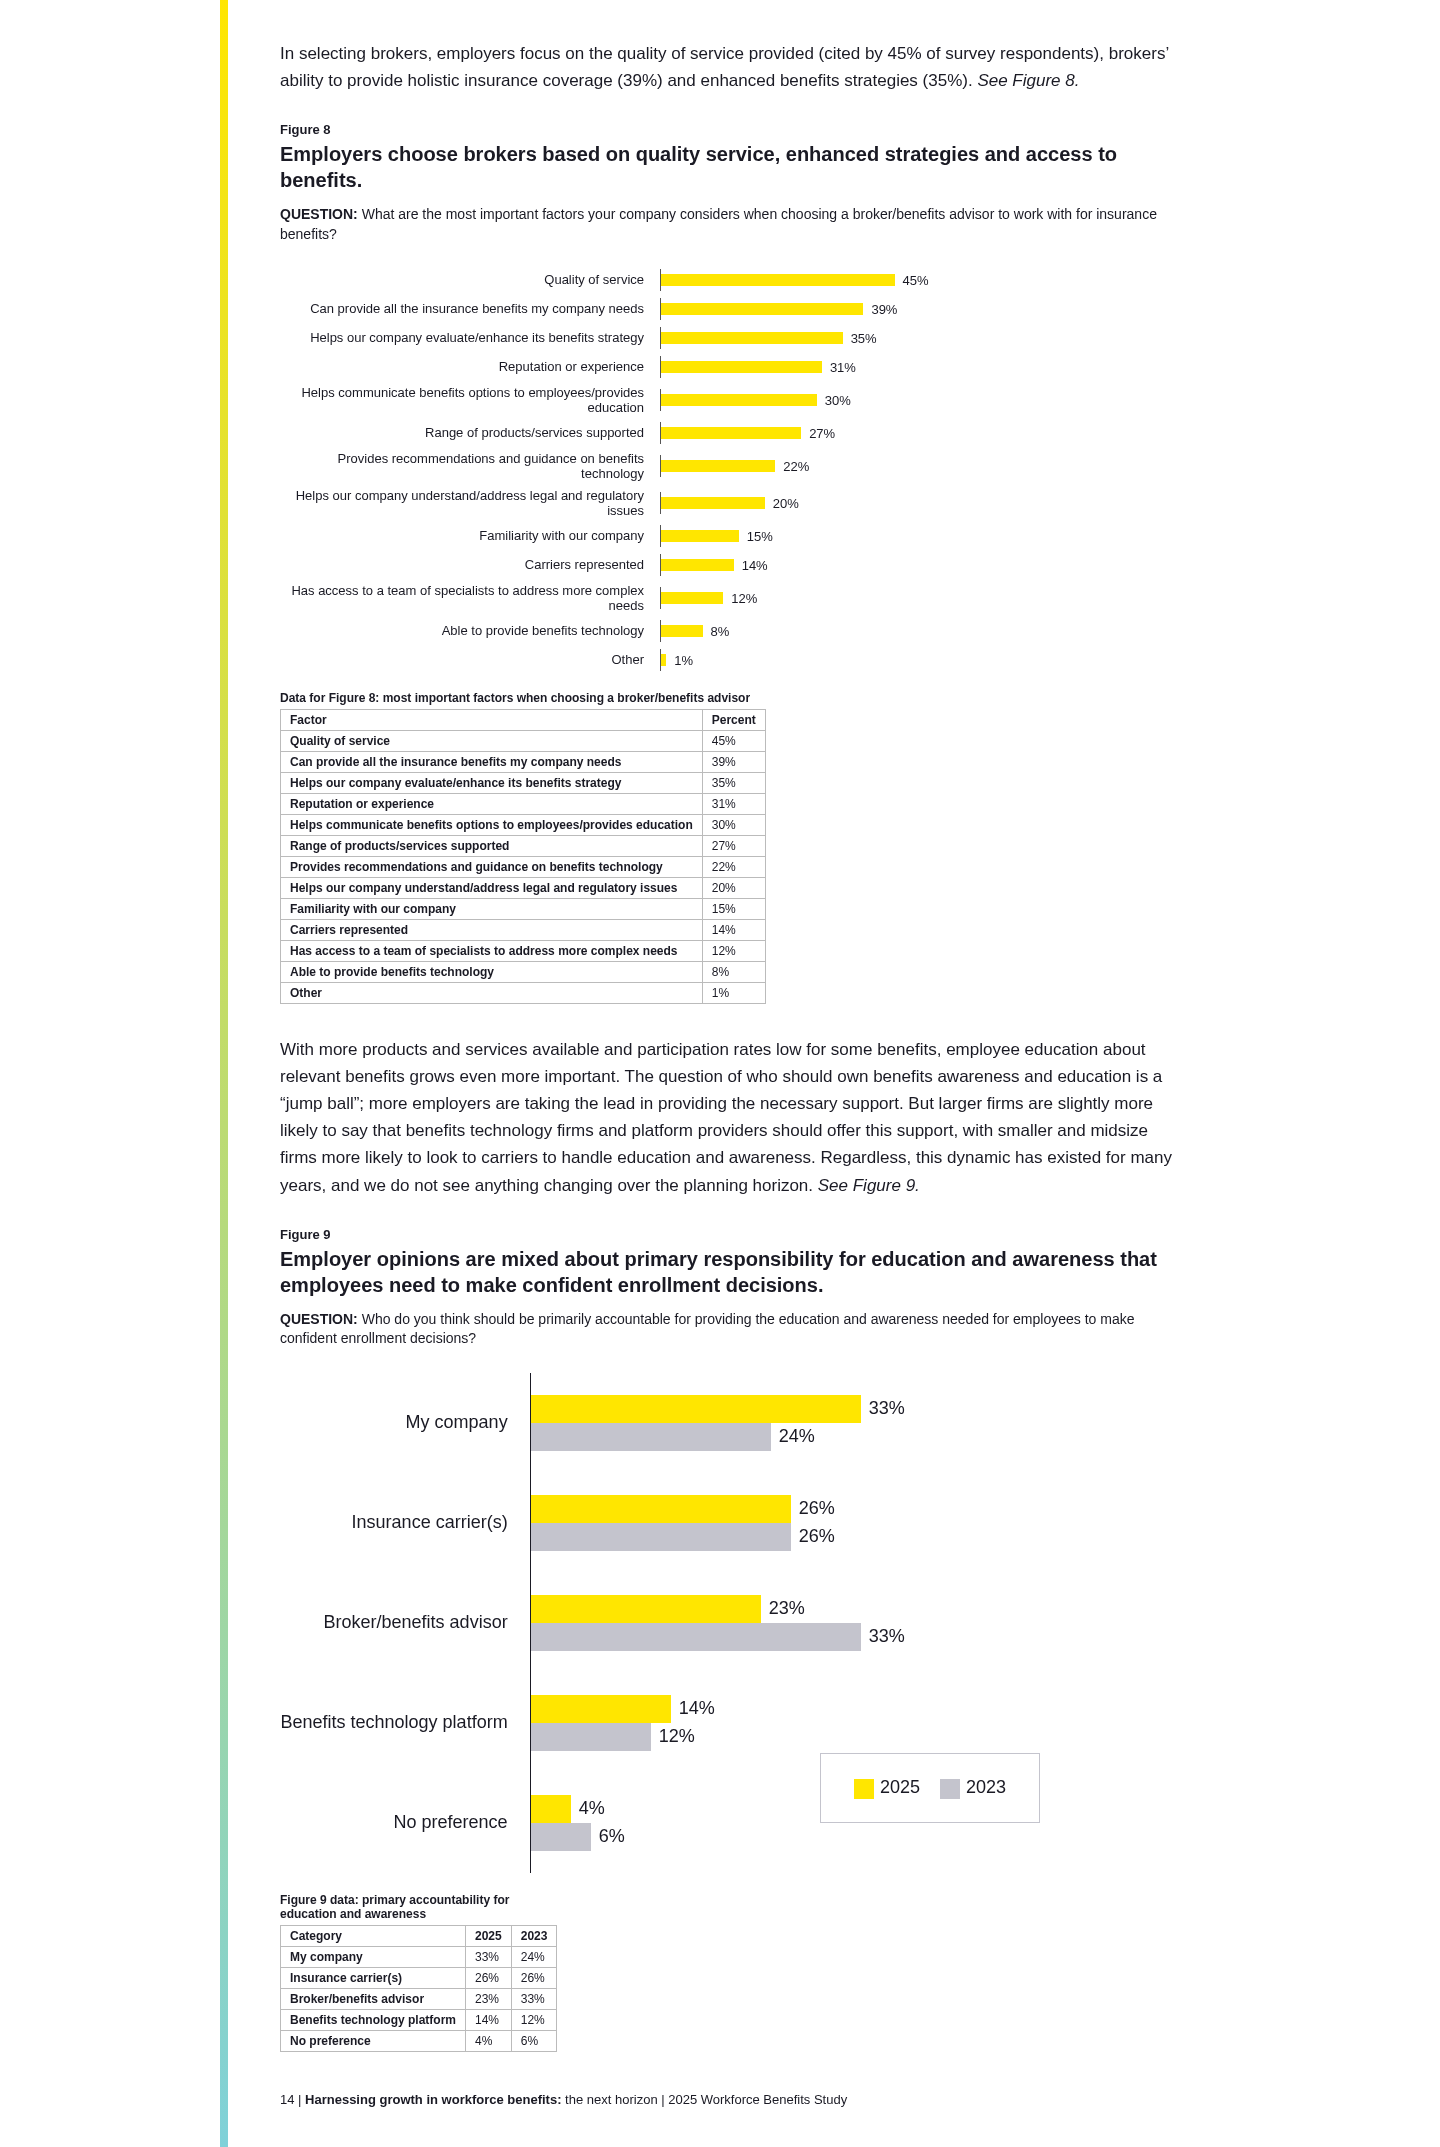 In selecting brokers, employers focus on the quality of service provided (cited by 45% of survey respondents), brokers’
ability to provide holistic insurance coverage (39%) and enhanced benefits strategies (35%). See Figure 8.
Figure 8
Employers choose brokers based on quality service, enhanced strategies and access to
benefits.
QUESTION: What are the most important factors your company considers when choosing a broker/benefits advisor to work with for insurance
benefits?
Quality of service 45%
Can provide all the insurance benefits my company needs 39%
Helps our company evaluate/enhance its benefits strategy 35%
Reputation or experience 31%
Helps communicate benefits options to employees/provides
education 30%
Range of products/services supported 27%
Provides recommendations and guidance on benefits
technology 22%
Helps our company understand/address legal and regulatory
issues 20%
Familiarity with our company 15%
Carriers represented 14%
Has access to a team of specialists to address more complex
needs 12%
Able to provide benefits technology 8%
Other 1%
Data for Figure 8: most important factors when choosing a broker/benefits advisor
Factor Percent
Quality of service 45%
Can provide all the insurance benefits my company needs 39%
Helps our company evaluate/enhance its benefits strategy 35%
Reputation or experience 31%
Helps communicate benefits options to employees/provides education 30%
Range of products/services supported 27%
Provides recommendations and guidance on benefits technology 22%
Helps our company understand/address legal and regulatory issues 20%
Familiarity with our company 15%
Carriers represented 14%
Has access to a team of specialists to address more complex needs 12%
Able to provide benefits technology 8%
Other 1%
With more products and services available and participation rates low for some benefits, employee education about
relevant benefits grows even more important. The question of who should own benefits awareness and education is a
“jump ball”; more employers are taking the lead in providing the necessary support. But larger firms are slightly more
likely to say that benefits technology firms and platform providers should offer this support, with smaller and midsize
firms more likely to look to carriers to handle education and awareness. Regardless, this dynamic has existed for many
years, and we do not see anything changing over the planning horizon. See Figure 9.
Figure 9
Employer opinions are mixed about primary responsibility for education and awareness that
employees need to make confident enrollment decisions.
QUESTION: Who do you think should be primarily accountable for providing the education and awareness needed for employees to make
confident enrollment decisions?
My company 33%
24%
Insurance carrier(s) 26%
26%
Broker/benefits advisor 23%
33%
Benefits technology platform 14%
12%
2025 2023
No preference 4%
6%
Figure 9 data: primary accountability for
education and awareness
Category 2025 2023
My company 33% 24%
Insurance carrier(s) 26% 26%
Broker/benefits advisor 23% 33%
Benefits technology platform 14% 12%
No preference 4% 6%
14 | Harnessing growth in workforce benefits: the next horizon | 2025 Workforce Benefits Study